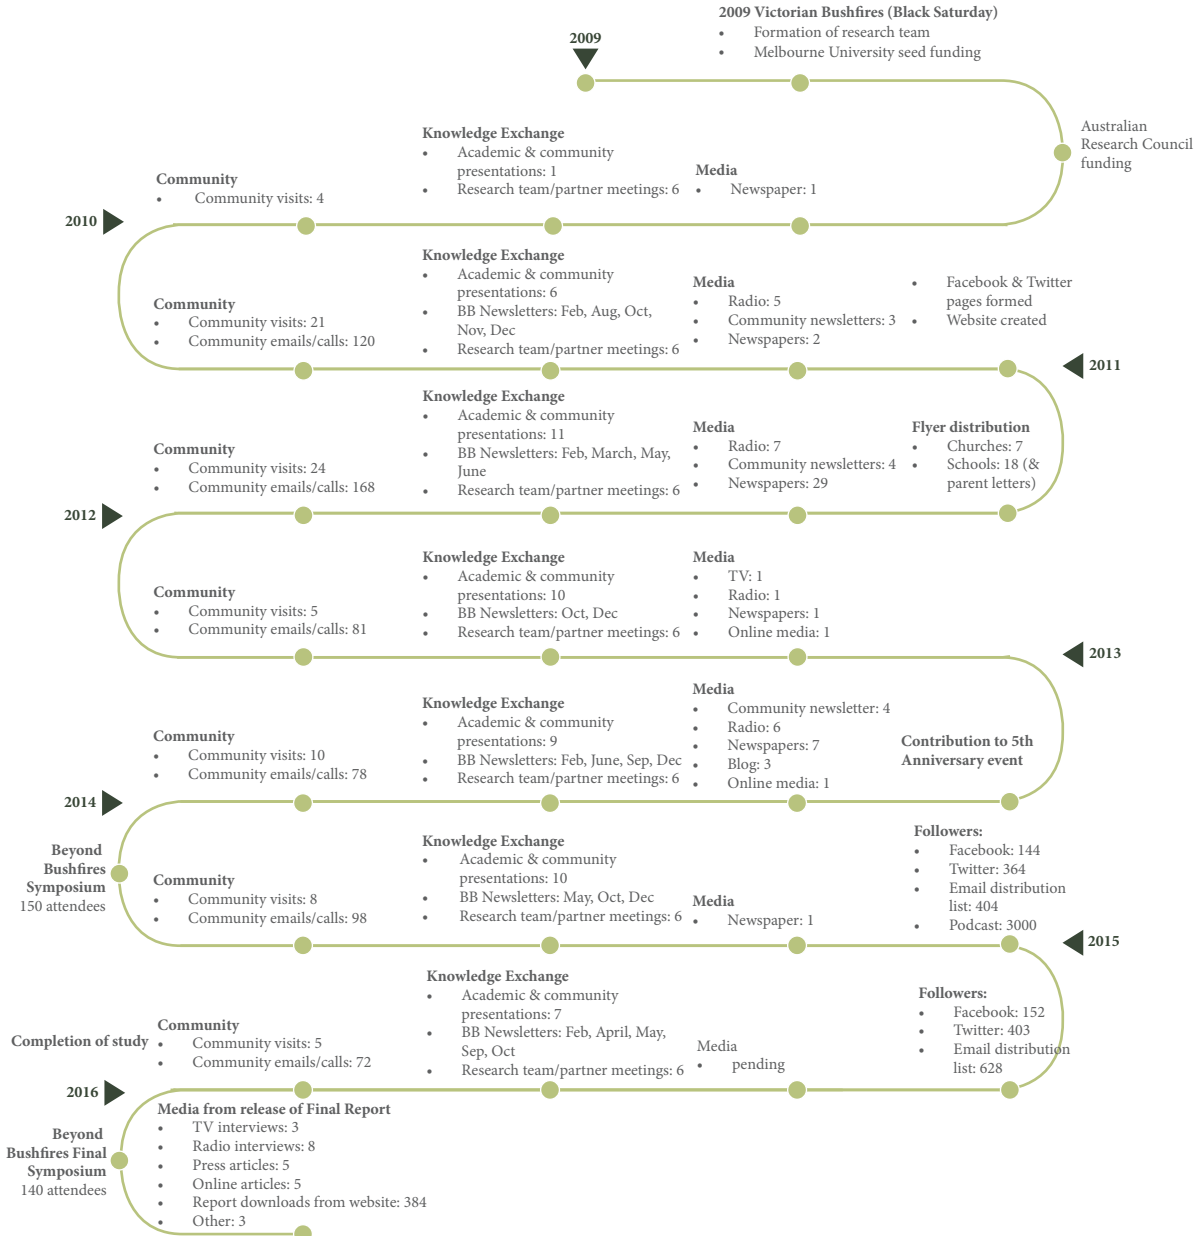 2009 Victorian Bushfires (Black Saturday)
• Formation of research team
• Melbourne University seed funding
2009
Australian
Research Council
funding
Knowledge Exchange
• Academic & community
presentations: 1
• Research team/partner meetings: 6
Media
• Newspaper: 1
Community
• Community visits: 4
2010
Community
• Community visits: 21
• Community emails/calls: 120
Knowledge Exchange
• Academic & community
presentations: 6
• BB Newsletters: Feb, Aug, Oct,
Nov, Dec
• Research team/partner meetings: 6
Media
• Radio: 5
• Community newsletters: 3
• Newspapers: 2
• Facebook & Twitter
pages formed
• Website created
2011
Community
• Community visits: 24
• Community emails/calls: 168
Knowledge Exchange
• Academic & community
presentations: 11
• BB Newsletters: Feb, March, May,
June
• Research team/partner meetings: 6
Media
• Radio: 7
• Community newsletters: 4
• Newspapers: 29
Flyer distribution
• Churches: 7
• Schools: 18 (&
parent letters)
2012
Community
• Community visits: 5
• Community emails/calls: 81
Knowledge Exchange
• Academic & community
presentations: 10
• BB Newsletters: Oct, Dec
• Research team/partner meetings: 6
Media
• TV: 1
• Radio: 1
• Newspapers: 1
• Online media: 1
2013
Community
• Community visits: 10
• Community emails/calls: 78
Knowledge Exchange
• Academic & community
presentations: 9
• BB Newsletters: Feb, June, Sep, Dec
• Research team/partner meetings: 6
Media
• Community newsletter: 4
• Radio: 6
• Newspapers: 7
• Blog: 3
• Online media: 1
Contribution to 5th
Anniversary event
2014
Beyond
Bushfires
Symposium
150 attendees
Community
• Community visits: 8
• Community emails/calls: 98
Knowledge Exchange
• Academic & community
presentations: 10
• BB Newsletters: May, Oct, Dec
• Research team/partner meetings: 6
Media
• Newspaper: 1
Followers:
• Facebook: 144
• Twitter: 364
• Email distribution
list: 404
• Podcast: 3000
2015
Completion of study
Community
• Community visits: 5
• Community emails/calls: 72
Knowledge Exchange
• Academic & community
presentations: 7
• BB Newsletters: Feb, April, May,
Sep, Oct
• Research team/partner meetings: 6
Media
• pending
Followers:
• Facebook: 152
• Twitter: 403
• Email distribution
list: 628
2016
Beyond
Bushfires Final
Symposium
140 attendees
Media from release of Final Report
• TV interviews: 3
• Radio interviews: 8
• Press articles: 5
• Online articles: 5
• Report downloads from website: 384
• Other: 3